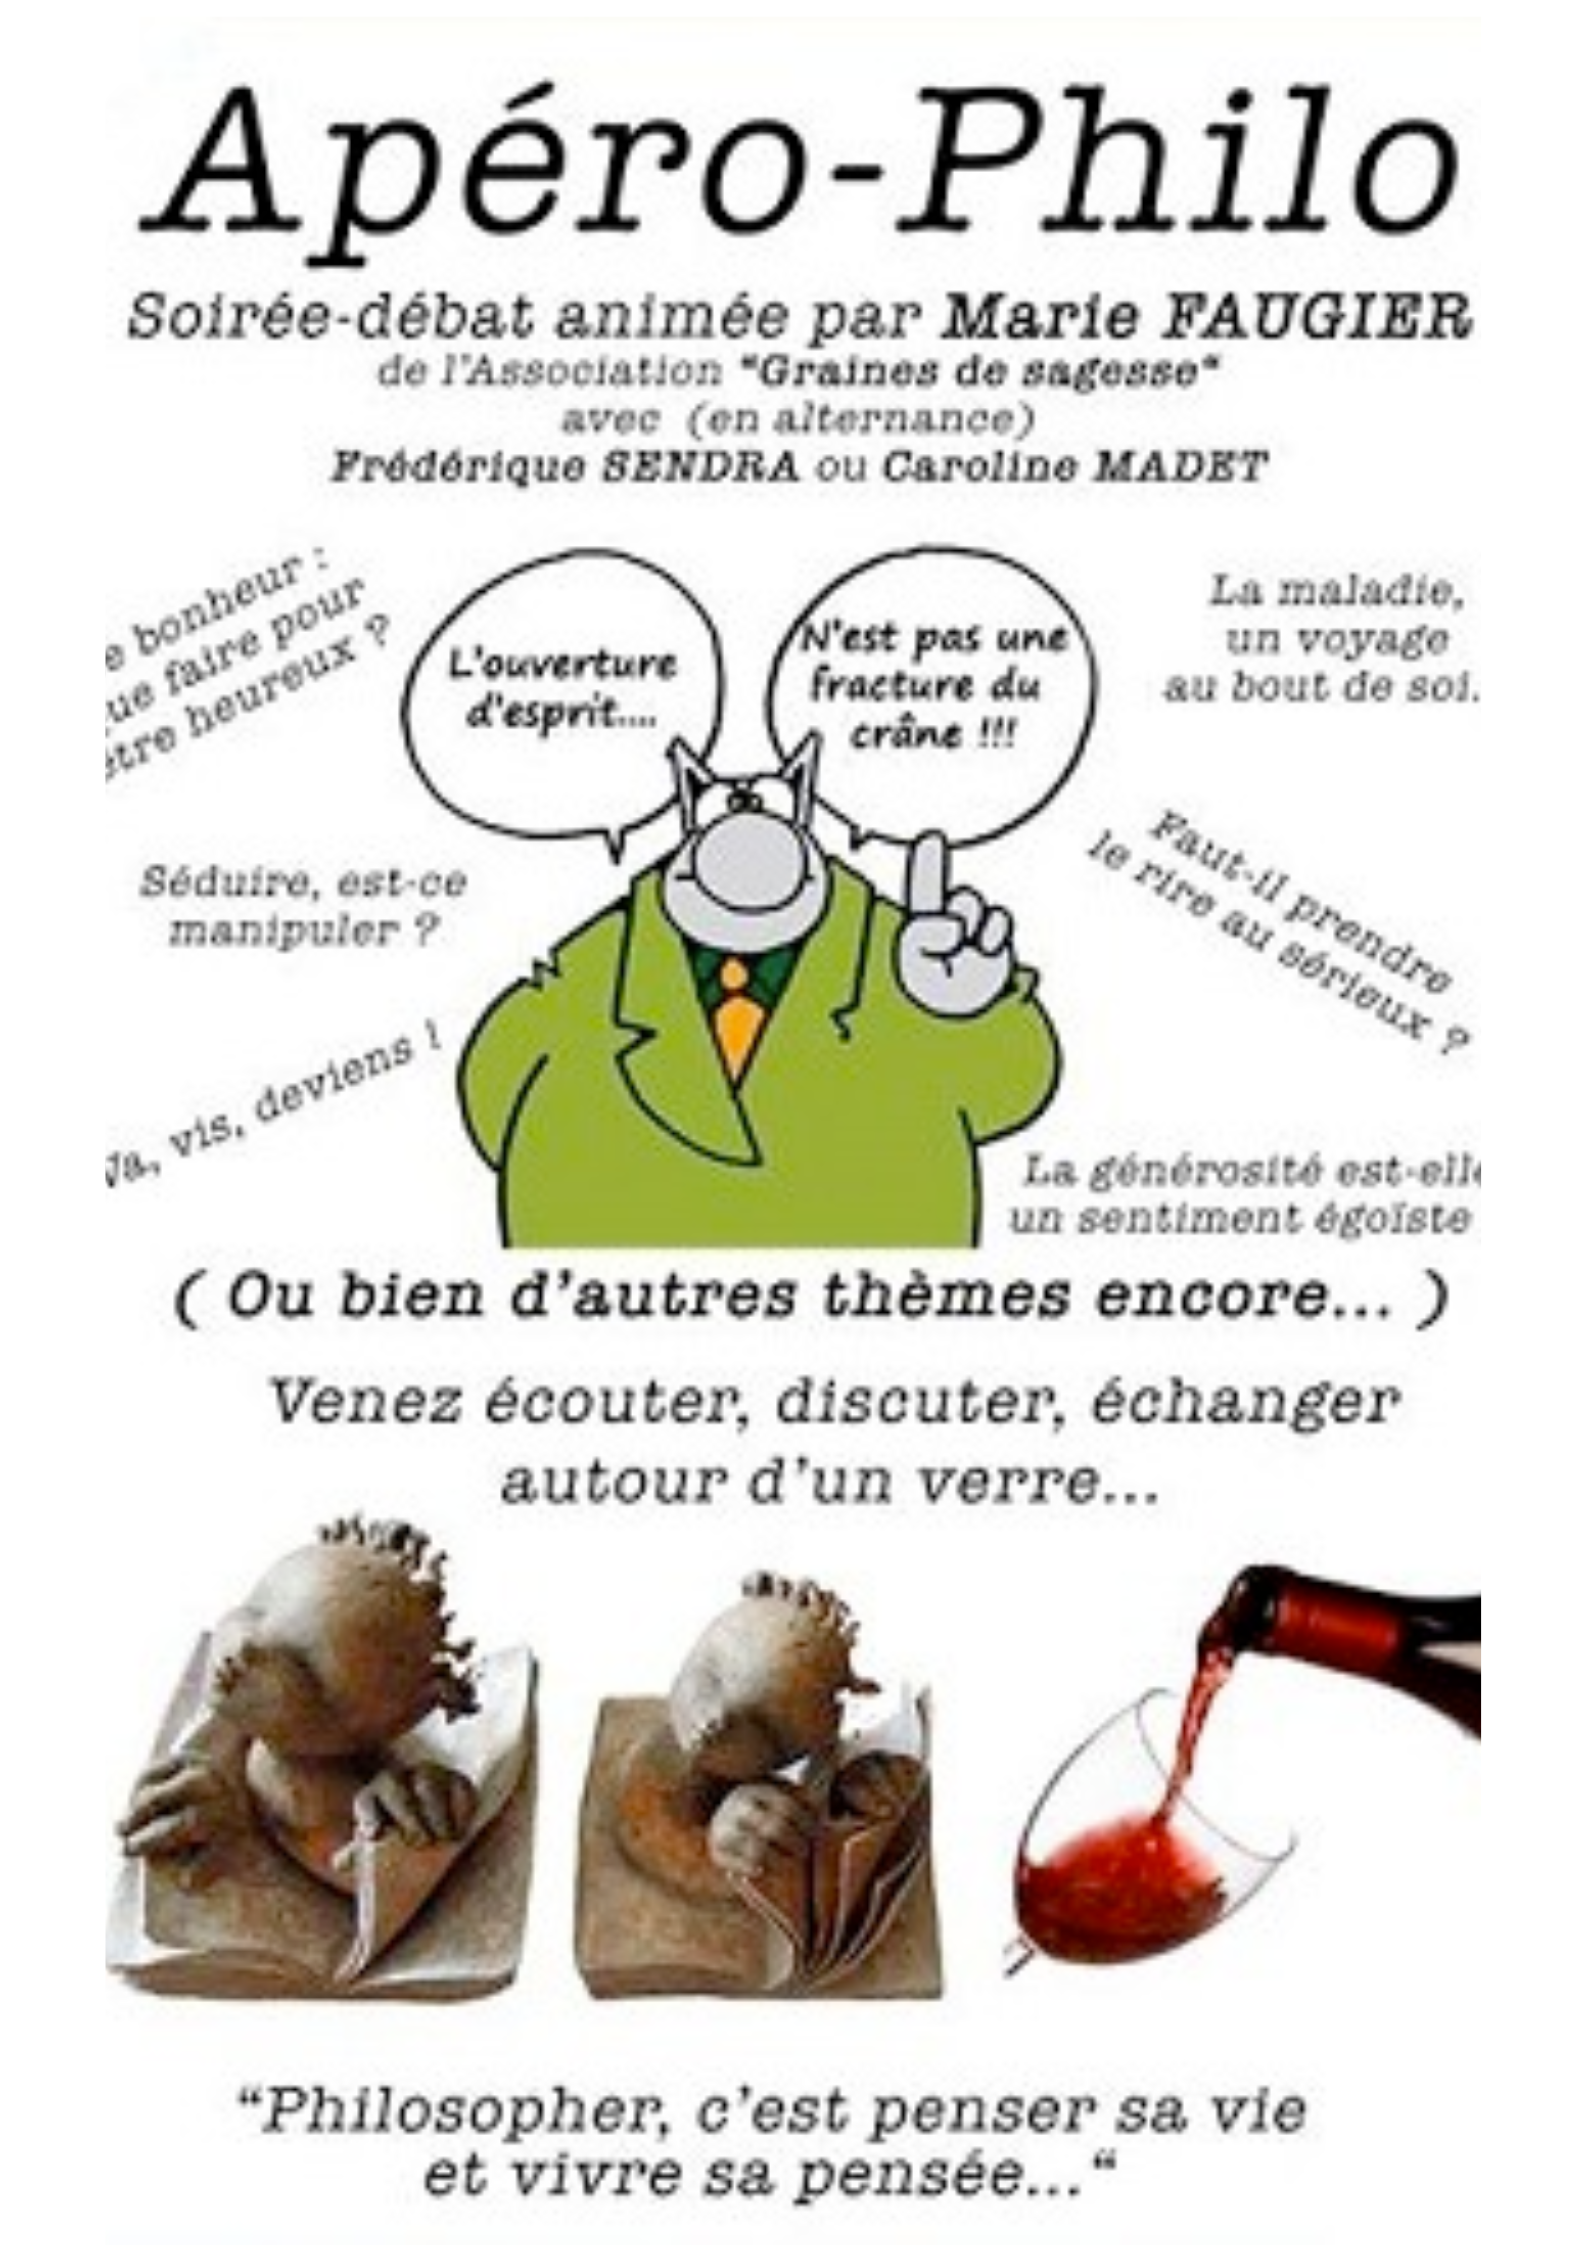 Apéro-Philo
Soirée-débat animée par Marie FAUGIER
de l'Association "Graines de sagesse"
avec (en alternance)
Frédérique SENDRA ou Caroline MADET
e bonheur :
ue faire pour
être heureux ?
L'ouverture
d'esprit....
N'est pas une
fracture du
crâne !!!
La maladie,
un voyage
au bout de soi.
Séduire, est-ce
manipuler ?
Faut-il prendre
le rire au sérieux ?
Va, vis, deviens !
La générosité est-elle
un sentiment égoïste
( Ou bien d'autres thèmes encore... )
Venez écouter, discuter, échanger
autour d'un verre...
“Philosopher, c'est penser sa vie
et vivre sa pensée...“